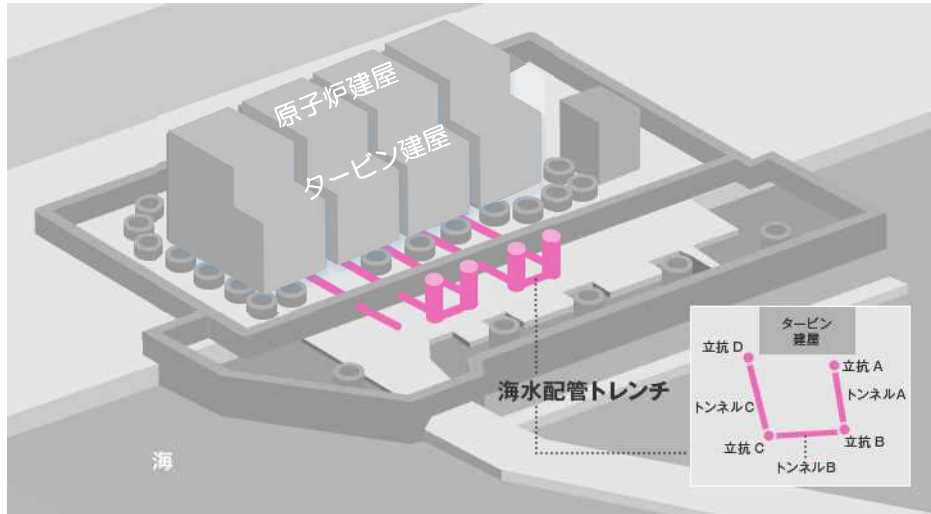 原子炉建屋
タービン建屋
海水配管トレンチ
海
タービン
建屋
立抗 D
立抗 A
トンネルC
トンネルA
立抗 C
立抗 B
トンネルB